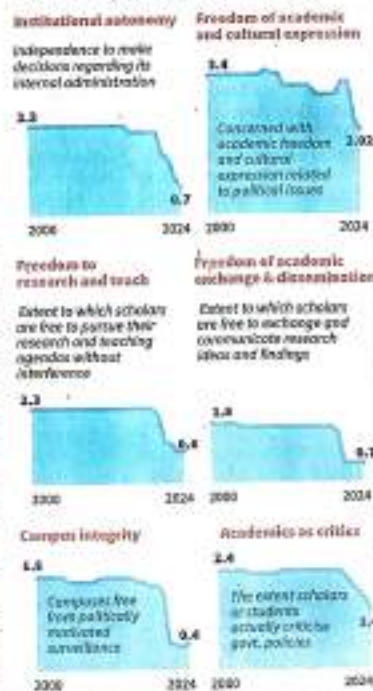 Institutional autonomy
Independence to make
decisions regarding its
internal administration
0.7
2000 2024
Freedom of academic
and cultural expression
Concerned with
academic freedom
and cultural
expression related
to political issues
2.02
2000 2024
Freedom to
research and teach
Extent to which scholars
are free to pursue their
research and teaching
agendas without
interference
2.3
2000 2024
Freedom of academic
exchange & dissemination
Extent to which scholars
are free to exchange and
communicate research
ideas and findings
2000 2024
Campus integrity
Campuses free
from politically
motivated
surveillance
2000 2024
Academics as critics
2.4
The extent scholars
or students
actually criticise
govt. policies
2000 2024